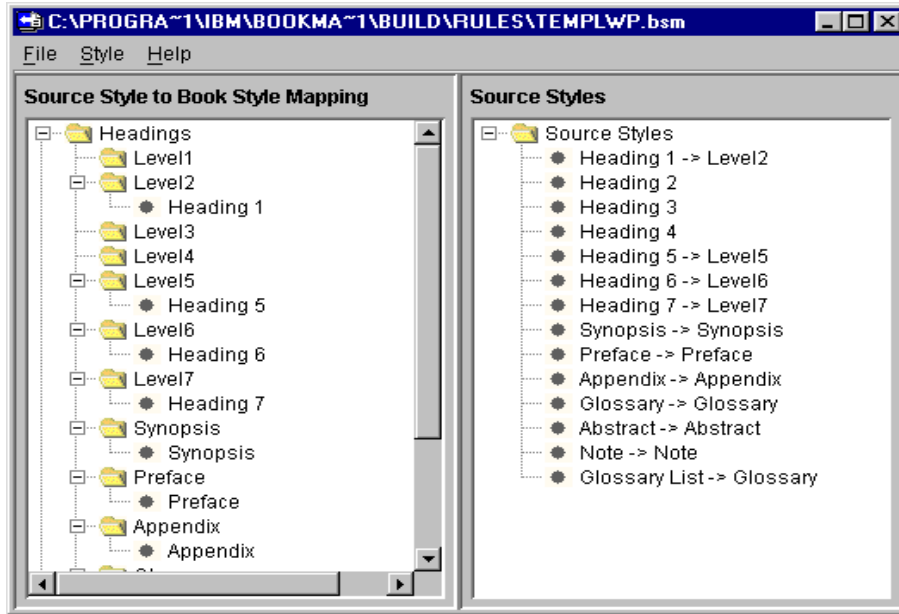 C:\PROGRA~1\IBM\BOOKMA~1\BUILD\RULES\TEMPLWP.bsm
File Style Help
Source Style to Book Style Mapping
Headings
Level1
Level2
Heading 1
Level3
Level4
Level5
Heading 5
Level6
Heading 6
Level7
Heading 7
Synopsis
Synopsis
Preface
Preface
Appendix
Appendix
Source Styles
Source Styles
Heading 1 -> Level2
Heading 2
Heading 3
Heading 4
Heading 5 -> Level5
Heading 6 -> Level6
Heading 7 -> Level7
Synopsis -> Synopsis
Preface -> Preface
Appendix -> Appendix
Glossary -> Glossary
Abstract -> Abstract
Note -> Note
Glossary List -> Glossary